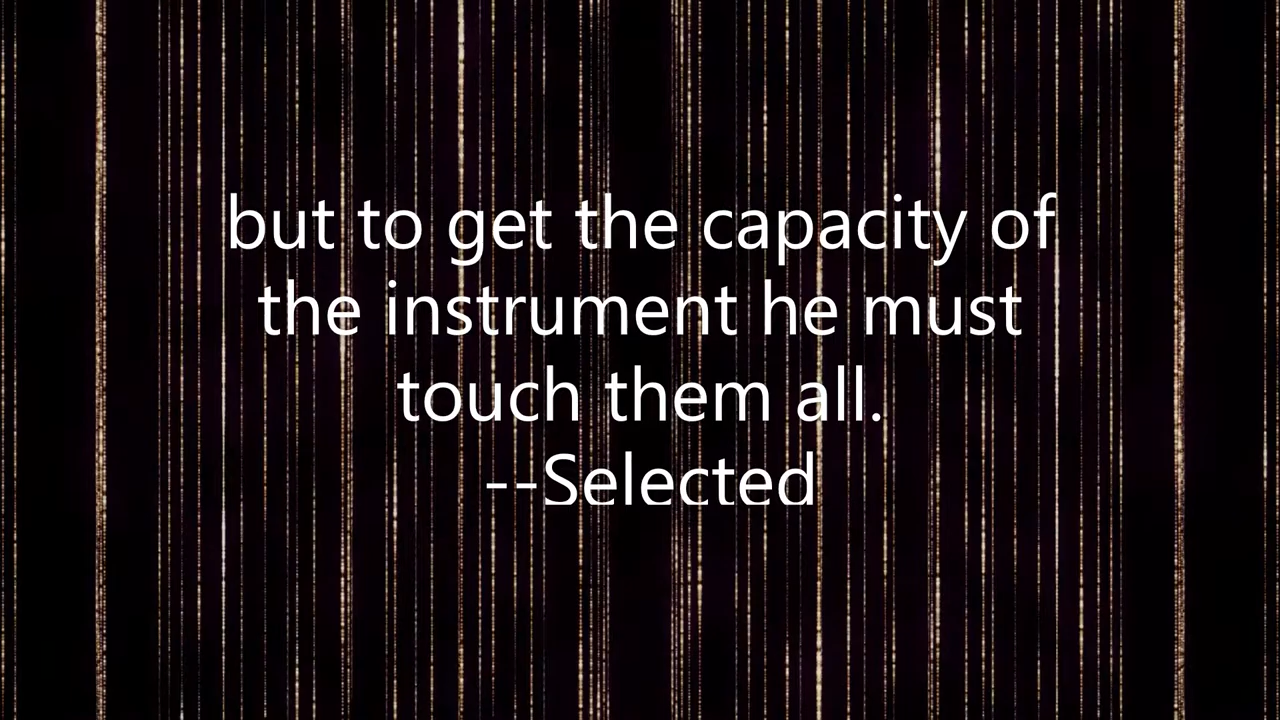 but to get the capacity of
the instrument he must
touch them all.
--Selected